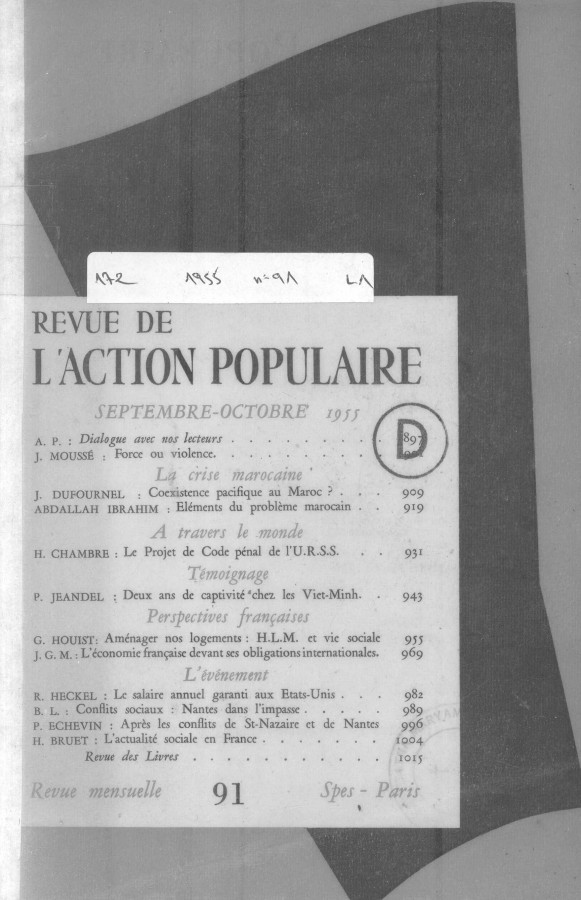 172 1955 n° 91 L.1
REVUE DE
L'ACTION POPULAIRE
SEPTEMBRE-OCTOBRE 1955
A. P. : Dialogue avec nos lecteurs . . . . . . . . 897
D
J. MOUSSÉ : Force ou violence. . . . . . . . .
La crise marocaine
J. DUFOURNEL : Coexistence pacifique au Maroc ? . . . 909
ABDALLAH IBRAHIM : Eléments du problème marocain . . 919
A travers le monde
H. CHAMBRE : Le Projet de Code pénal de l'U.R.S.S. . . 931
Témoignage
P. JEANDEL : Deux ans de captivité chez les Viet-Minh. . 943
Perspectives françaises
G. HOUIST: Aménager nos logements : H.L.M. et vie sociale 955
J. G. M. : L'économie française devant ses obligations internationales. 969
L'évènement
R. HECKEL : Le salaire annuel garanti aux Etats-Unis . . . 982
B. L. : Conflits sociaux : Nantes dans l'impasse . . . . . 989
P. ECHEVIN : Après les conflits de St-Nazaire et de Nantes 996
H. BRUET : L'actualité sociale en France . . . . . . . 1004
Revue des Livres . . . . . . . . . . . 1015
Revue mensuelle 91 Spes - Paris